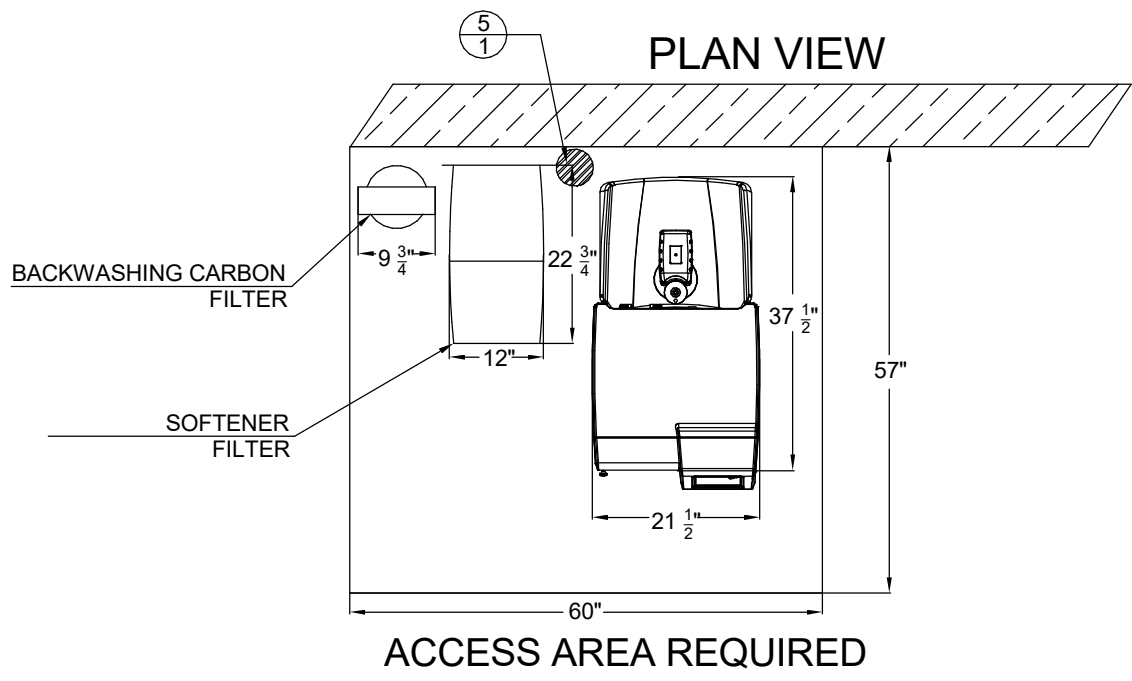 5
1
PLAN VIEW
BACKWASHING CARBON
FILTER
9 3/4"
22 3/4"
12"
37 1/2"
57"
SOFTENER
FILTER
21 1/2"
60"
ACCESS AREA REQUIRED